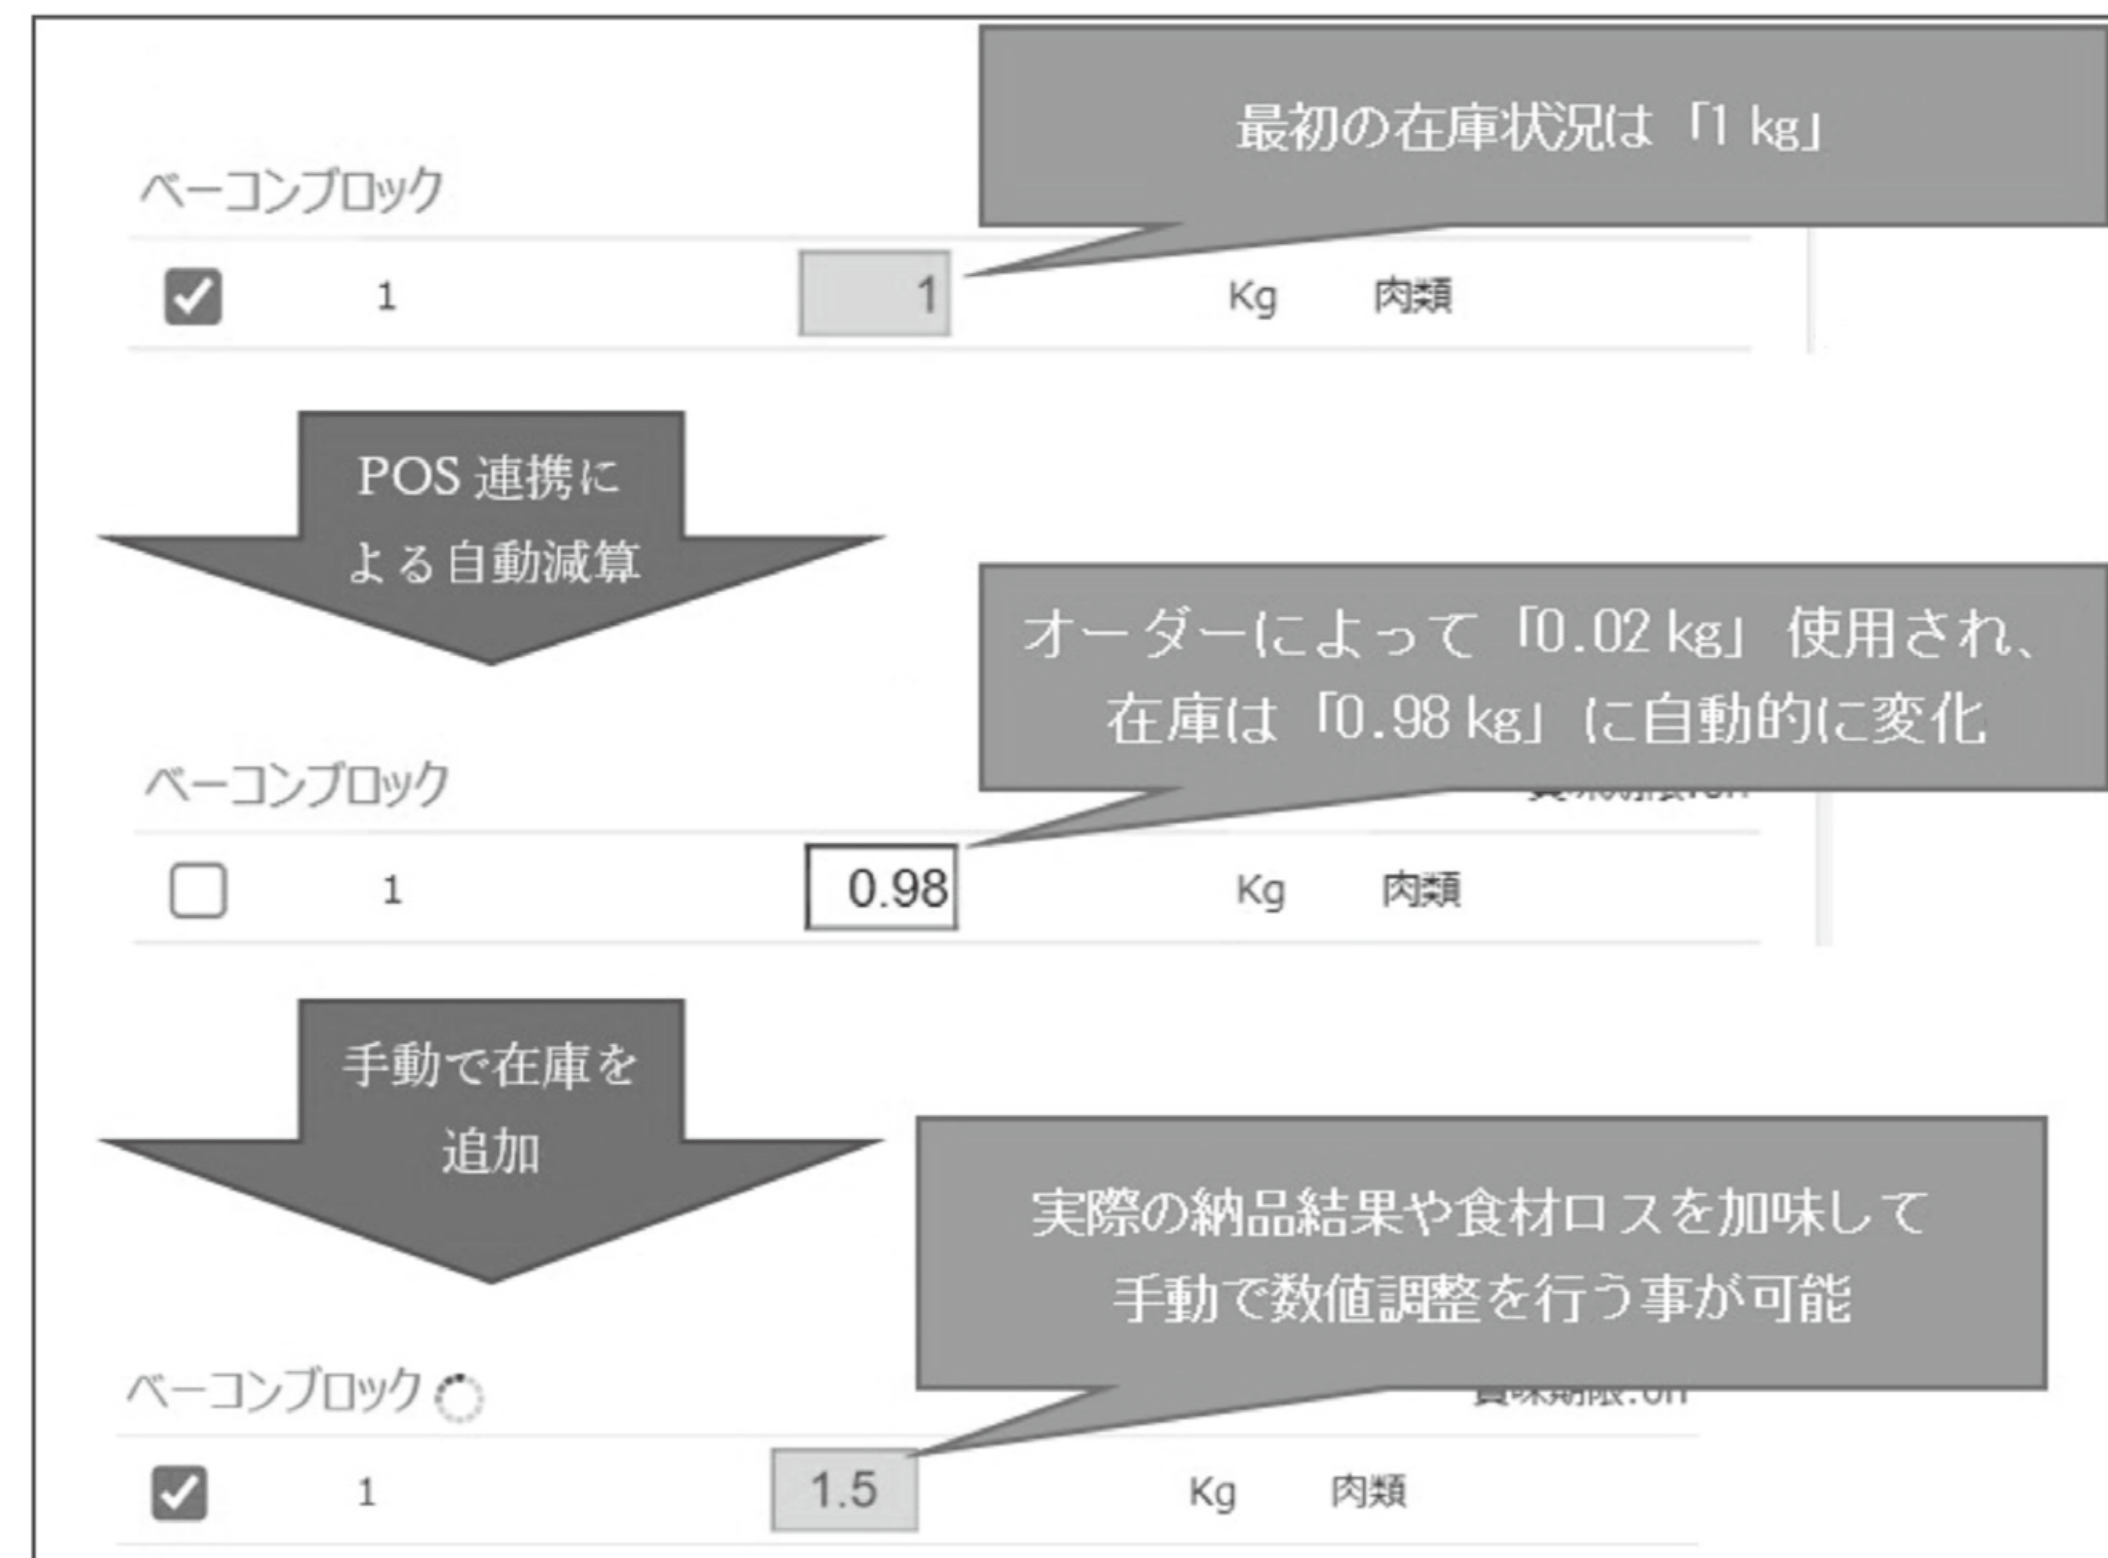 最初の在庫状況は「1 kg」
ベーコンブロック
1 1 Kg 肉類
POS 連携に
よる自動減算
オーダーによって「0.02 kg」使用され、
在庫は「0.98 kg」に自動的に変化
ベーコンブロック
1 0.98 Kg 肉類
手動で在庫を
追加
実際の納品結果や食材ロスを加味して
手動で数値調整を行う事が可能
ベーコンブロック
1 1.5 Kg 肉類